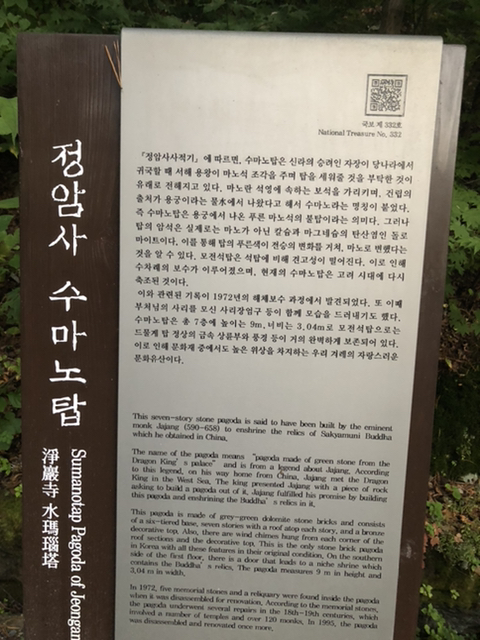 정암사 수마노탑
淨巖寺 水瑪瑙塔
Sumanotap Pagoda of Jeongam
국보 제 332호
National Treasure No. 332
『정암사사적기』에 따르면, 수마노탑은 신라의 승려인 자장이 당나라에서
귀국할 때 서해 용왕이 마노석 조각을 주며 탑을 세워줄 것을 부탁한 것이
유래로 전해지고 있다. 마노란 석영에 속하는 보석을 가리키며, 건립의
출처가 용궁이라는 물水에서 나왔다고 해서 수마노라는 명칭이 붙었다.
즉 수마노탑은 용궁에서 나온 푸른 마노석의 불탑이라는 의미다. 그러나
탑의 암석은 실제로는 마노가 아닌 칼슘과 마그네슘의 탄산염인 돌로
마이트이다. 이를 통해 탑의 푸른색이 전승의 변화를 거쳐, 마노로 변했다는
것을 알 수 있다. 모전석탑은 석탑에 비해 견고성이 떨어진다. 이로 인해
수차례의 보수가 이루어졌으며, 현재의 수마노탑은 고려 시대에 다시
축조된 것이다.
이와 관련된 기록이 1972년의 해체보수 과정에서 발견되었다. 또 이때
부처님의 사리를 모신 사리장엄구 등이 함께 모습을 드러내기도 했다.
수마노탑은 총 7층에 높이는 9m, 너비는 3.04m로 모전석탑으로는
드물게 탑 정상의 금속 상륜부와 풍경 등이 거의 완벽하게 보존되어 있다.
이로 인해 문화재 중에서도 높은 위상을 차지하는 우리 겨레의 자랑스러운
문화유산이다.
This seven-story stone pagoda is said to have been built by the eminent
monk Jajang (590-658) to enshrine the relics of Sakyamuni Buddha
which he obtained in China.
The name of the pagoda means “pagoda made of green stone from the
Dragon King's palace” and is from a legend about Jajang. According
to this legend, on his way home from China, Jajang met the Dragon
King in the West Sea. The king presented Jajang with a piece of rock
asking to build a pagoda out of it. Jajang fulfilled his promise by building
this pagoda and enshrining the Buddha's relics in it.
This pagoda is made of grey-green dolomite stone bricks and consists
of a six-tiered base, seven stories with a roof atop each story, and a bronze
decorative top. Also, there are wind chimes hung from each corner of the
roof sections and the decorative top. This is the only stone brick pagoda
in Korea with all these features in their original condition. On the southern
side of the first floor, there is a door that leads to a niche shrine which
contains the Buddha's relics. The pagoda measures 9 m in height and
3.04 m in width.
In 1972, five memorial stones and a reliquary were found inside the pagoda
when it was disassembled for renovation. According to the memorial stones,
the pagoda underwent several repairs in the 18th-19th centuries, which
involved a number of temples and over 120 monks. In 1995, the pagoda
was disassembled and renovated once more.